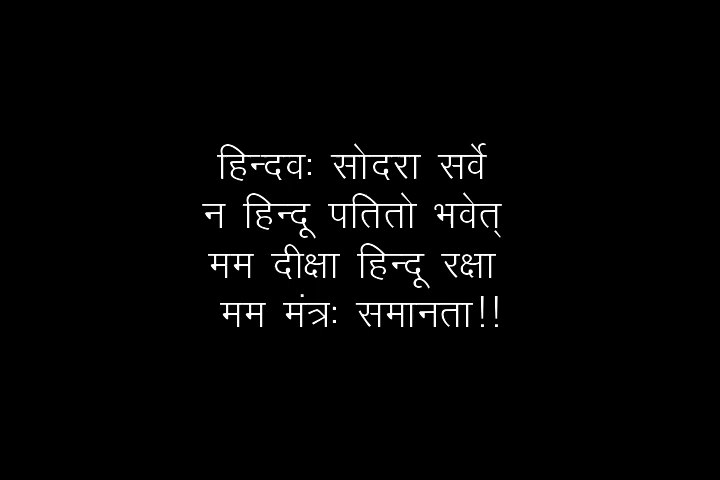 हिन्दवः सोदरा सर्वे
न हिन्दू पतितो भवेत्
मम दीक्षा हिन्दू रक्षा
मम मंत्रः समानता!!